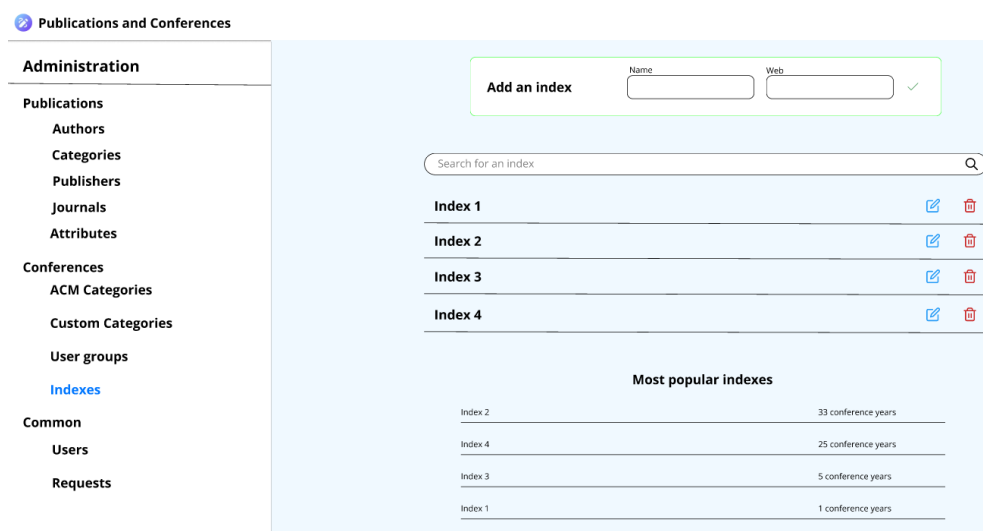 Publications and Conferences
Administration
Publications
Authors
Categories
Publishers
Journals
Attributes
Conferences
ACM Categories
Custom Categories
User groups
Indexes
Common
Users
Requests
Add an index
Name
Web
Search for an index
Index 1
Index 2
Index 3
Index 4
Most popular indexes
Index 2 33 conference years
Index 4 25 conference years
Index 3 5 conference years
Index 1 1 conference years